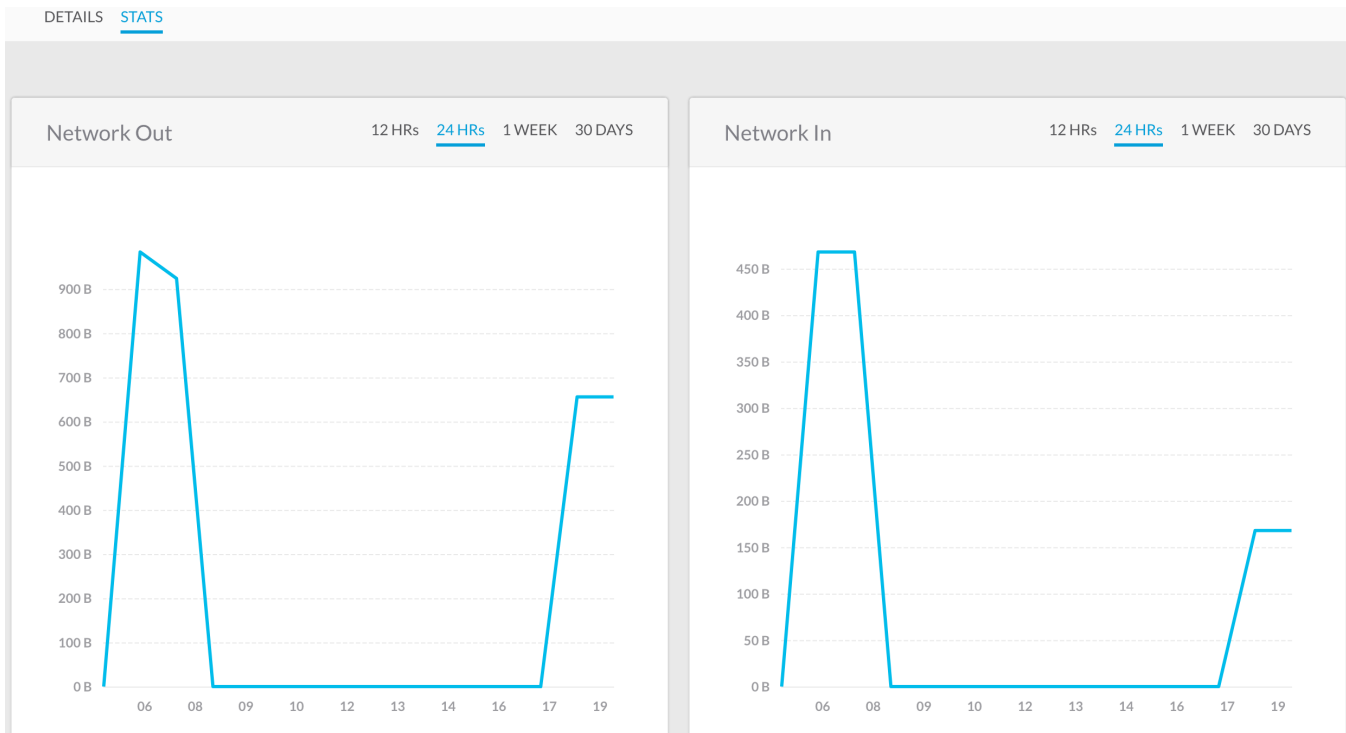 DETAILS STATS
Network Out 12 HRs 24 HRs 1 WEEK 30 DAYS
900 B
800 B
700 B
600 B
500 B
400 B
300 B
200 B
100 B
0 B
06 08 09 10 12 13 14 16 17 19
Network In 12 HRs 24 HRs 1 WEEK 30 DAYS
450 B
400 B
350 B
300 B
250 B
200 B
150 B
100 B
50 B
0 B
06 08 09 10 12 13 14 16 17 19